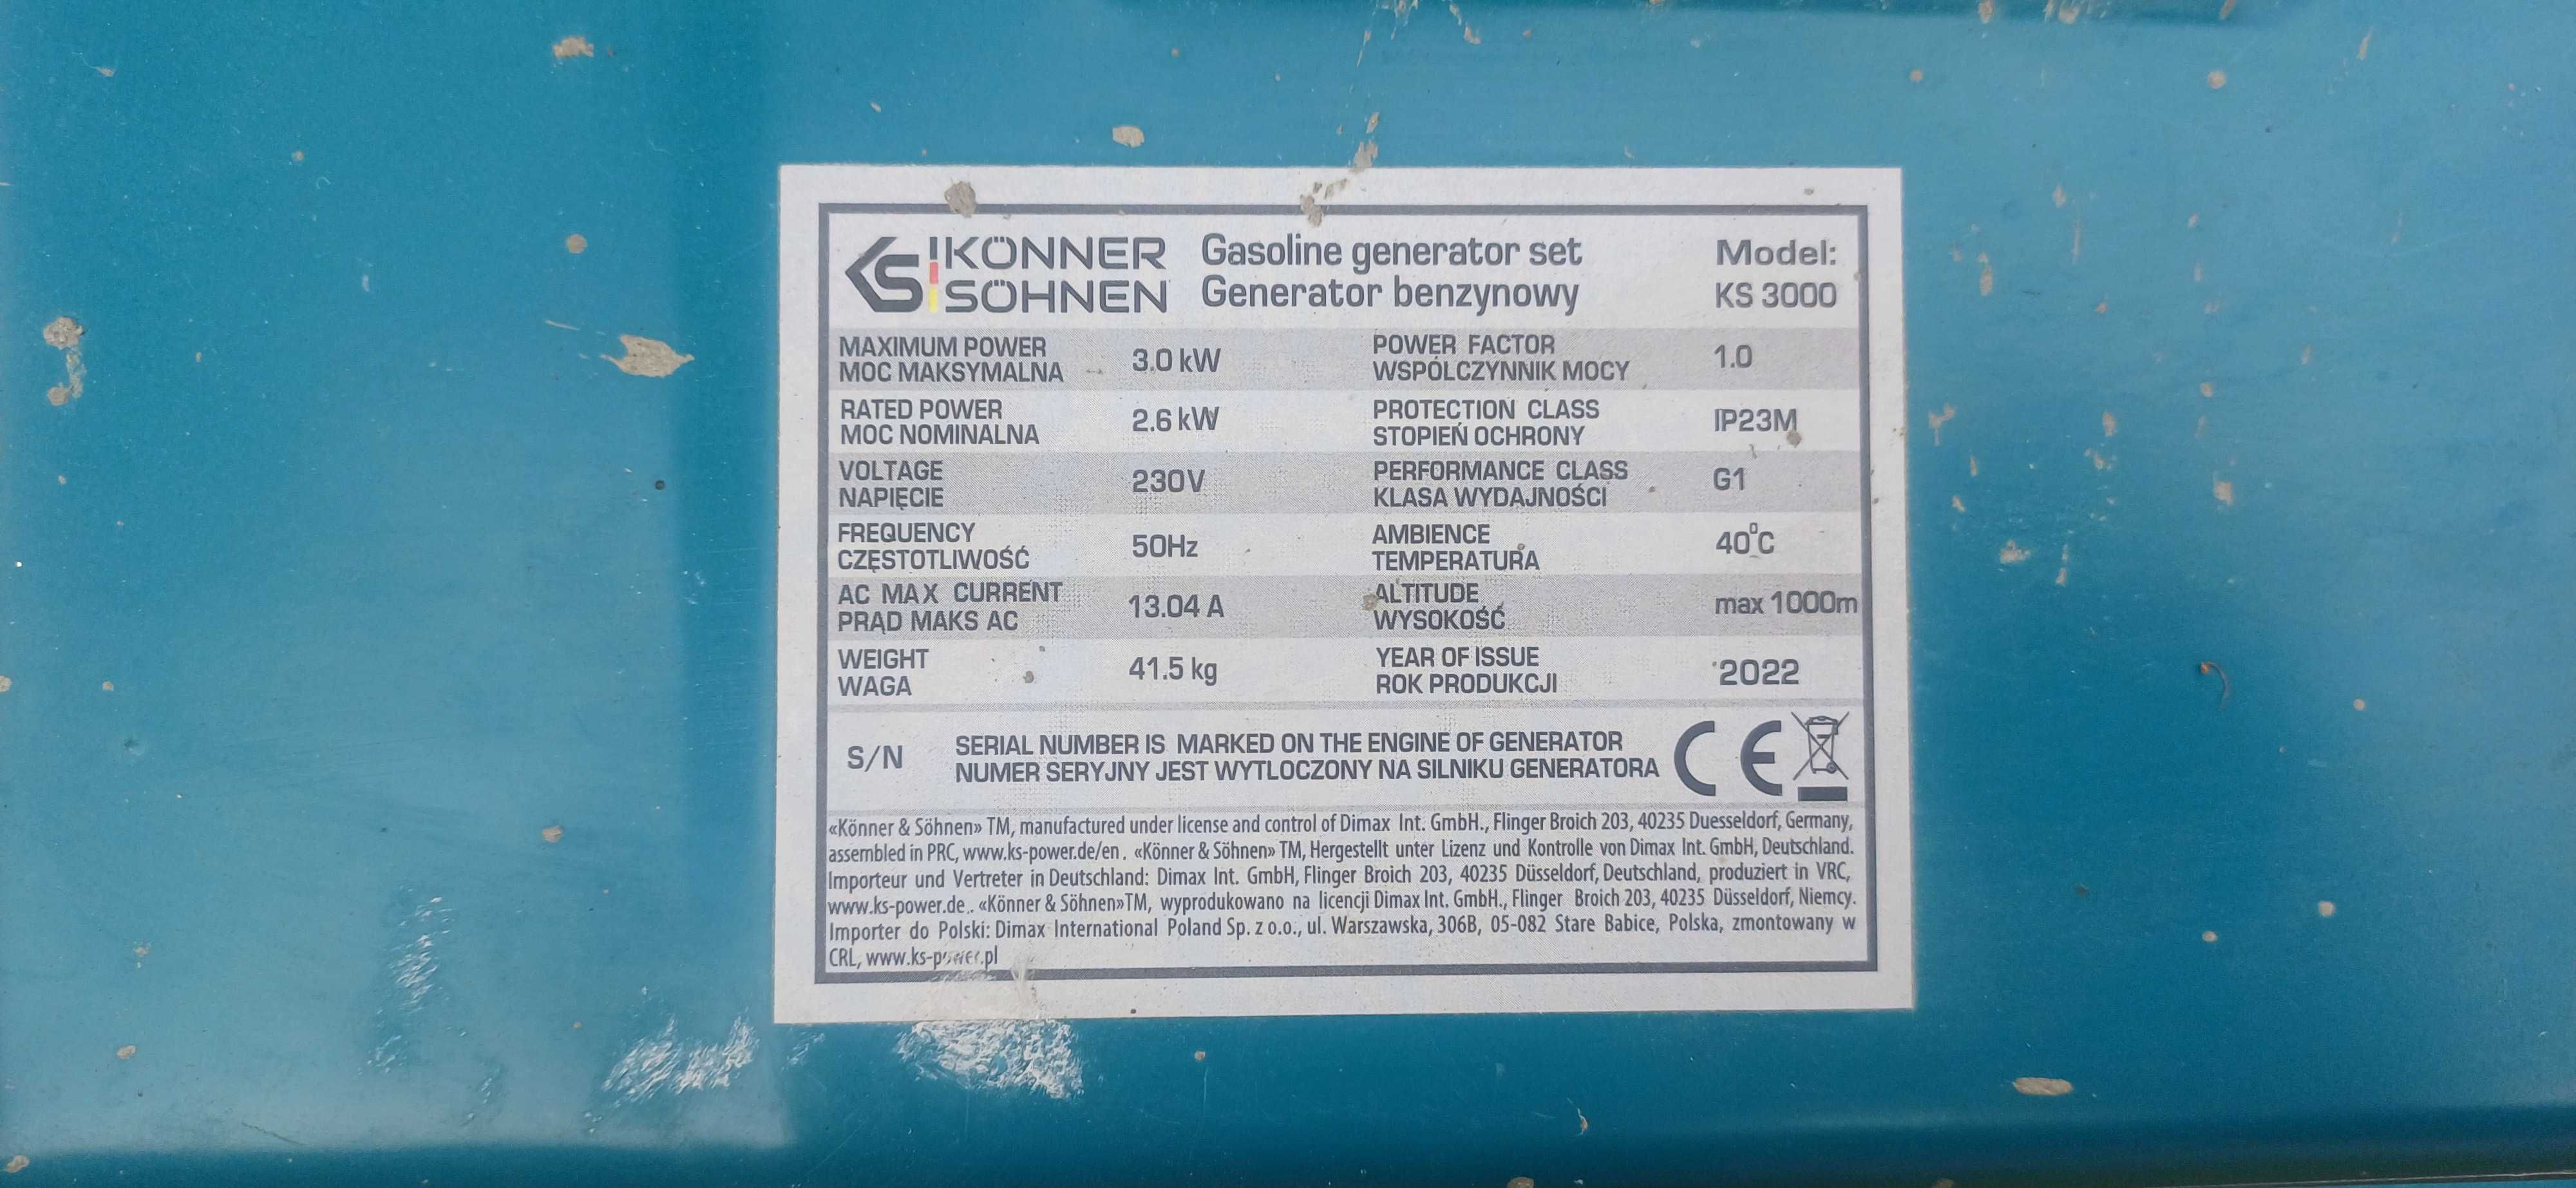 KS KÖNNER SÖHNEN
Gasoline generator set
Generator benzynowy
Model:
KS 3000
MAXIMUM POWER
MOC MAKSYMALNA
3.0 kW
POWER FACTOR
WSPÓŁCZYNNIK MOCY
1.0
RATED POWER
MOC NOMINALNA
2.6 kW
PROTECTION CLASS
STOPIEŃ OCHRONY
IP23M
VOLTAGE
NAPIĘCIE
230V
PERFORMANCE CLASS
KLASA WYDAJNOŚCI
G1
FREQUENCY
CZĘSTOTLIWOŚĆ
50Hz
AMBIENCE
TEMPERATURA
40°C
AC MAX CURRENT
PRĄD MAKS AC
13.04 A
ALTITUDE
WYSOKOŚĆ
max 1000m
WEIGHT
WAGA
41.5 kg
YEAR OF ISSUE
ROK PRODUKCJI
2022
S/N
SERIAL NUMBER IS MARKED ON THE ENGINE OF GENERATOR
NUMER SERYJNY JEST WYTLOCZONY NA SILNIKU GENERATORA
CE
«Könner & Söhnen» TM, manufactured under license and control of Dimax Int. GmbH., Flinger Broich 203, 40235 Duesseldorf, Germany,
assembled in PRC, www.ks-power.de/en. «Könner & Söhnen» TM, Hergestellt unter Lizenz und Kontrolle von Dimax Int. GmbH, Deutschland.
Importeur und Vertreter in Deutschland: Dimax Int. GmbH, Flinger Broich 203, 40235 Düsseldorf, Deutschland, produziert in VRC,
www.ks-power.de. «Könner & Söhnen»TM, wyprodukowano na licencji Dimax Int. GmbH., Flinger Broich 203, 40235 Düsseldorf, Niemcy.
Importer do Polski: Dimax International Poland Sp. z o.o., ul. Warszawska, 306B, 05-082 Stare Babice, Polska, zmontowany w
CRL, www.ks-power.pl